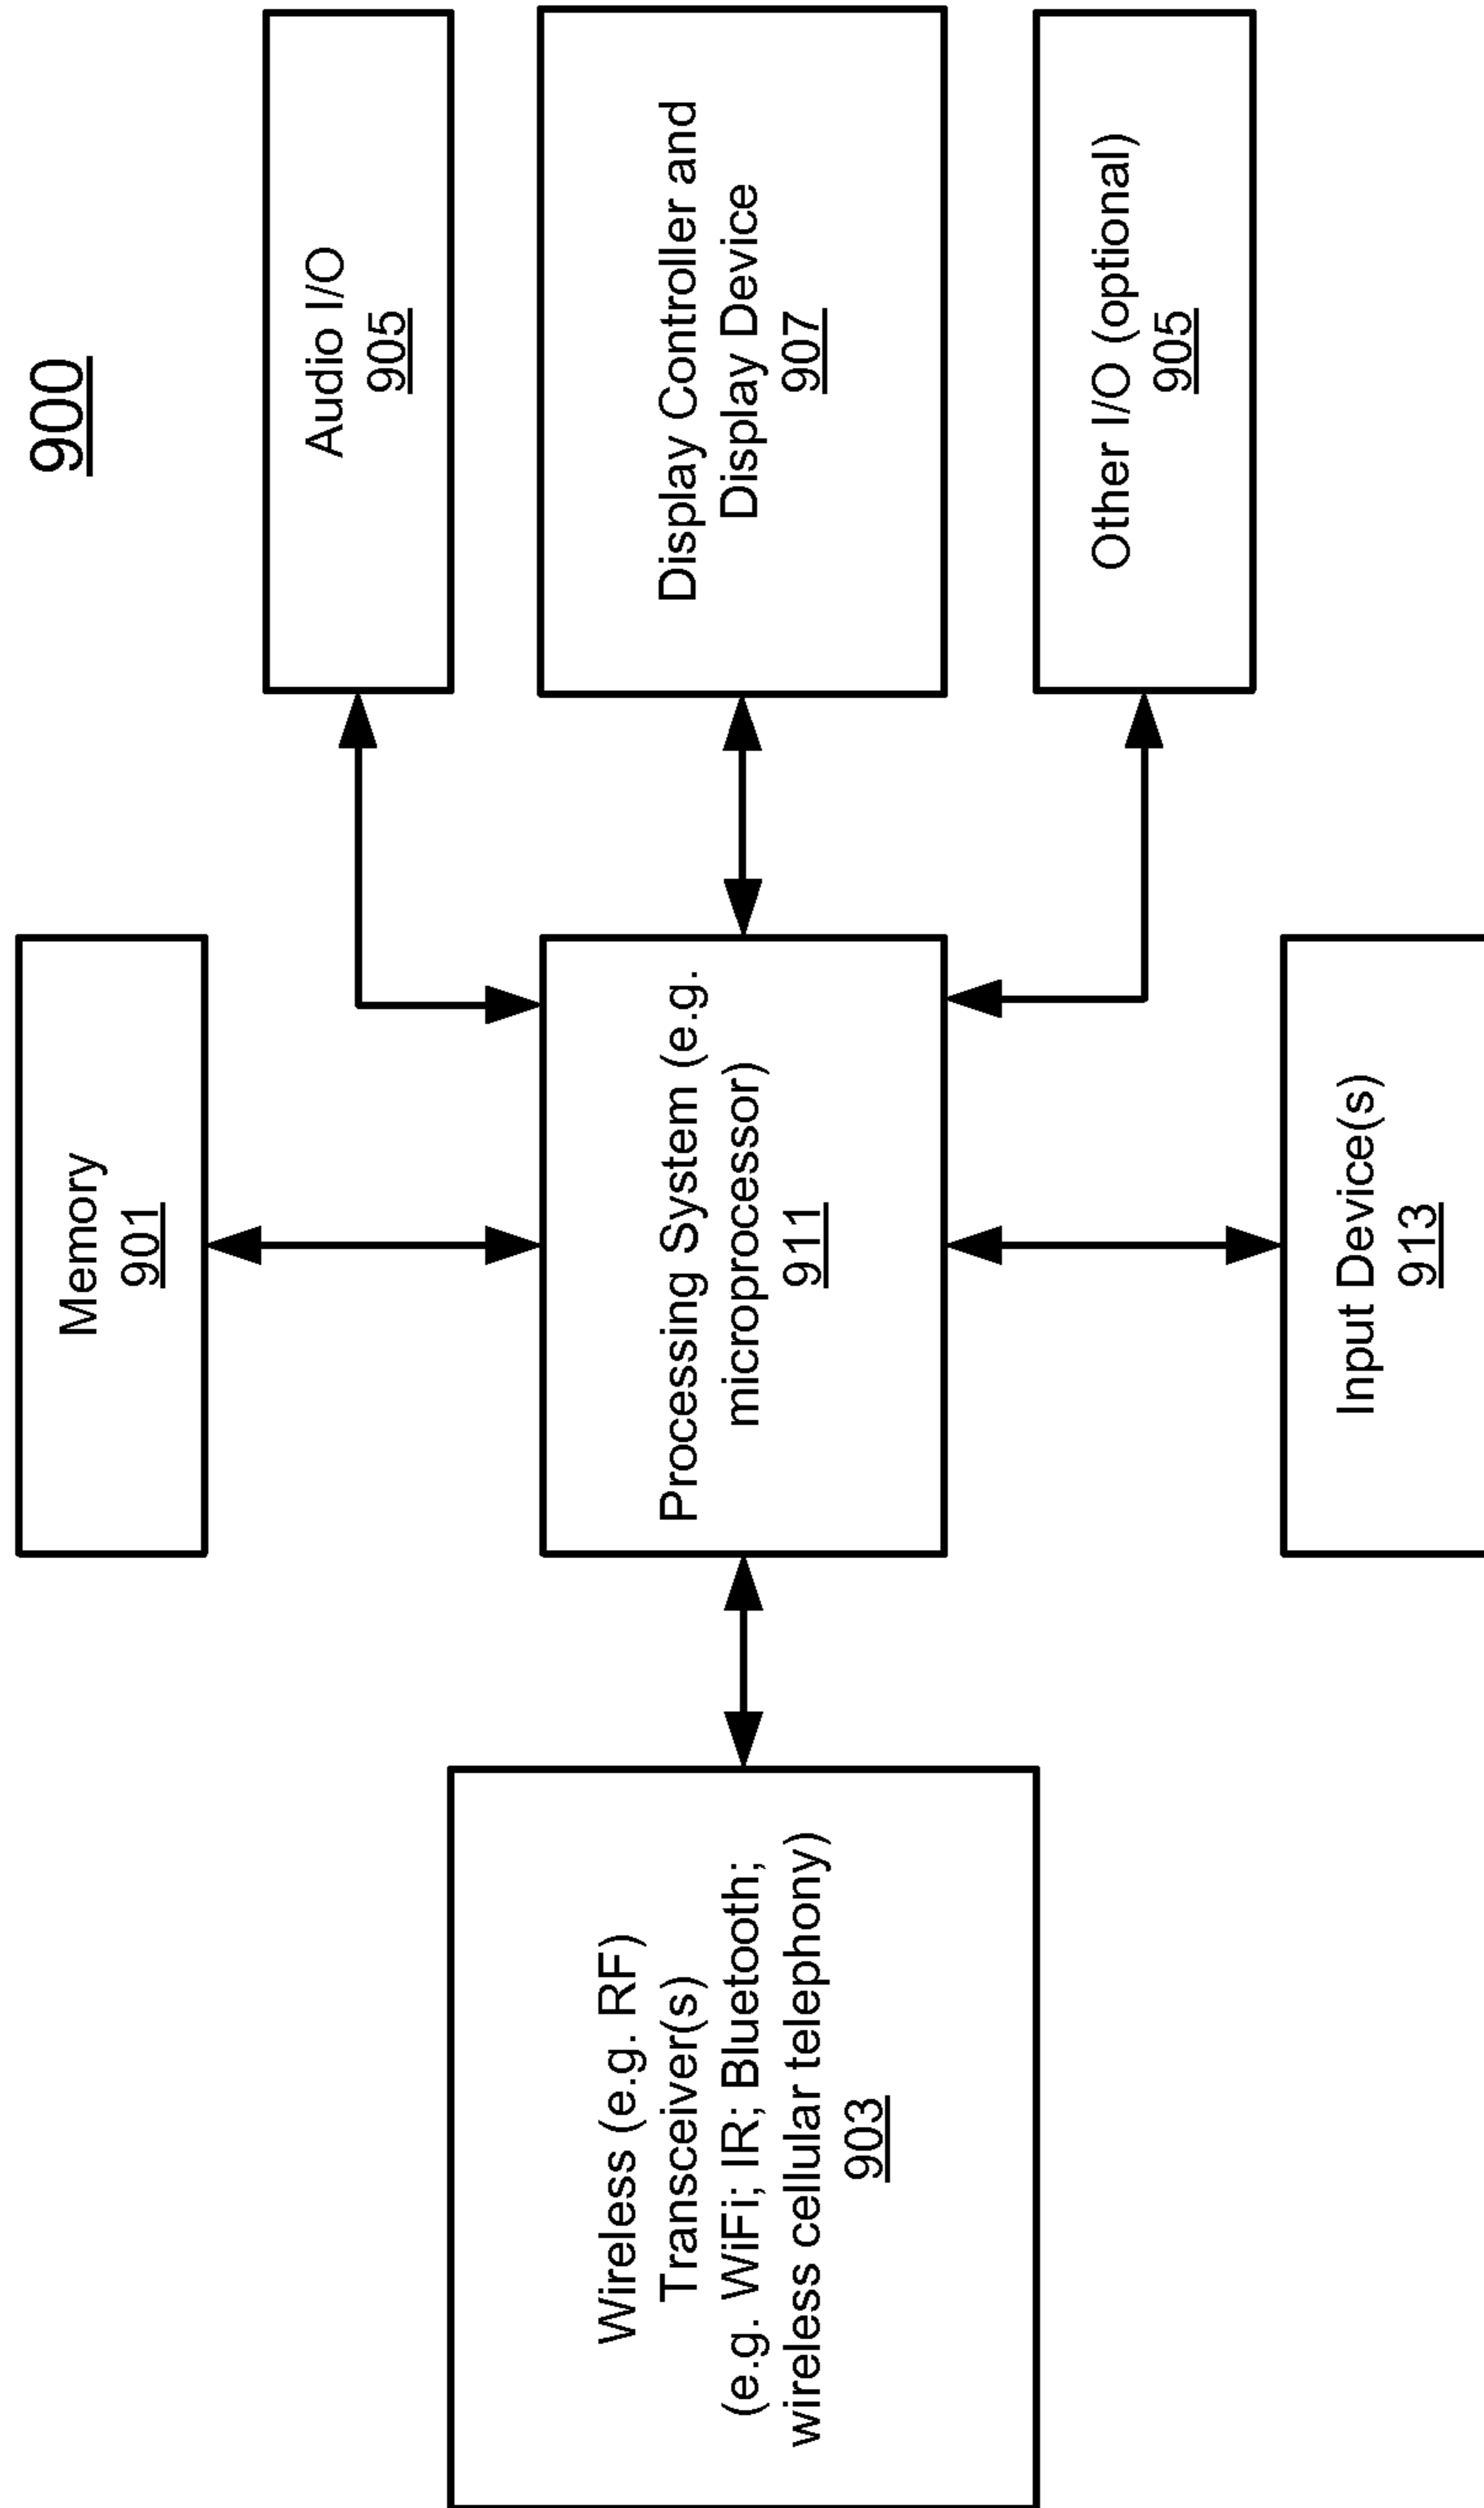 900
Memory
901
Audio I/O
905
Wireless (e.g. RF)
Transceiver(s)
(e.g. WiFi; IR; Bluetooth;
wireless cellular telephony)
903
Processing System (e.g.
microprocessor)
911
Display Controller and
Display Device
907
Other I/O (optional)
905
Input Device(s)
913